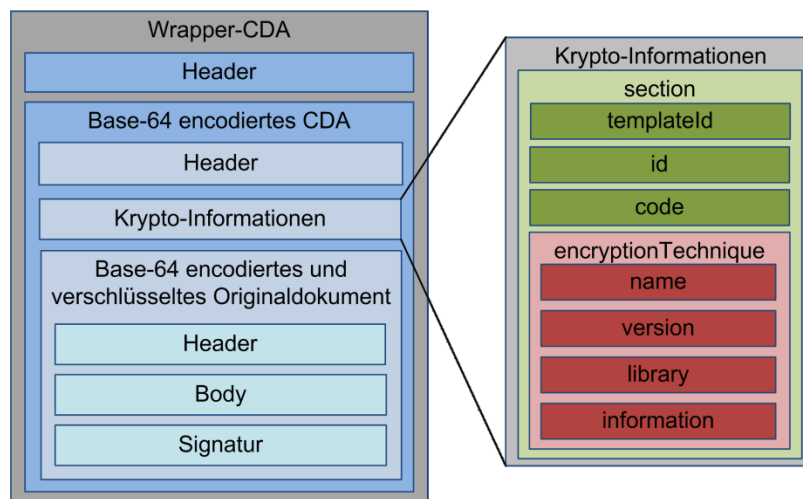 Wrapper-CDA
Header
Base-64 encodiertes CDA
Header
Krypto-Informationen
Base-64 encodiertes und
verschlüsseltes Originaldokument
Header
Body
Signatur
Krypto-Informationen
section
templateId
id
code
encryptionTechnique
name
version
library
information